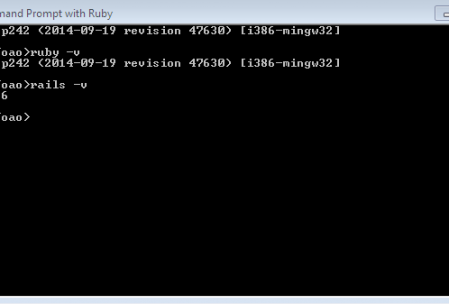 mand Prompt with Ruby
p242 (2014-09-19 revision 47630) [i386-mingw32]
oao>ruby -v
p242 (2014-09-19 revision 47630) [i386-mingw32]
oao>rails -v
6
oao>